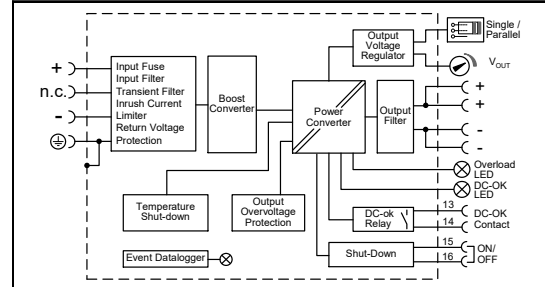 Single /
Parallel
Output
Voltage
Regulator
V_OUT
+
n.c.
-
Input Fuse
Input Filter
Transient Filter
Inrush Current
Limiter
Return Voltage
Protection
Boost
Converter
Power
Converter
Output
Filter
+
+
-
-
Overload
LED
DC-OK
LED
Temperature
Shut-down
Output
Overvoltage
Protection
DC-ok
Relay
13
14
DC-OK
Contact
Event Datalogger
Shut-Down
15
16
ON/
OFF